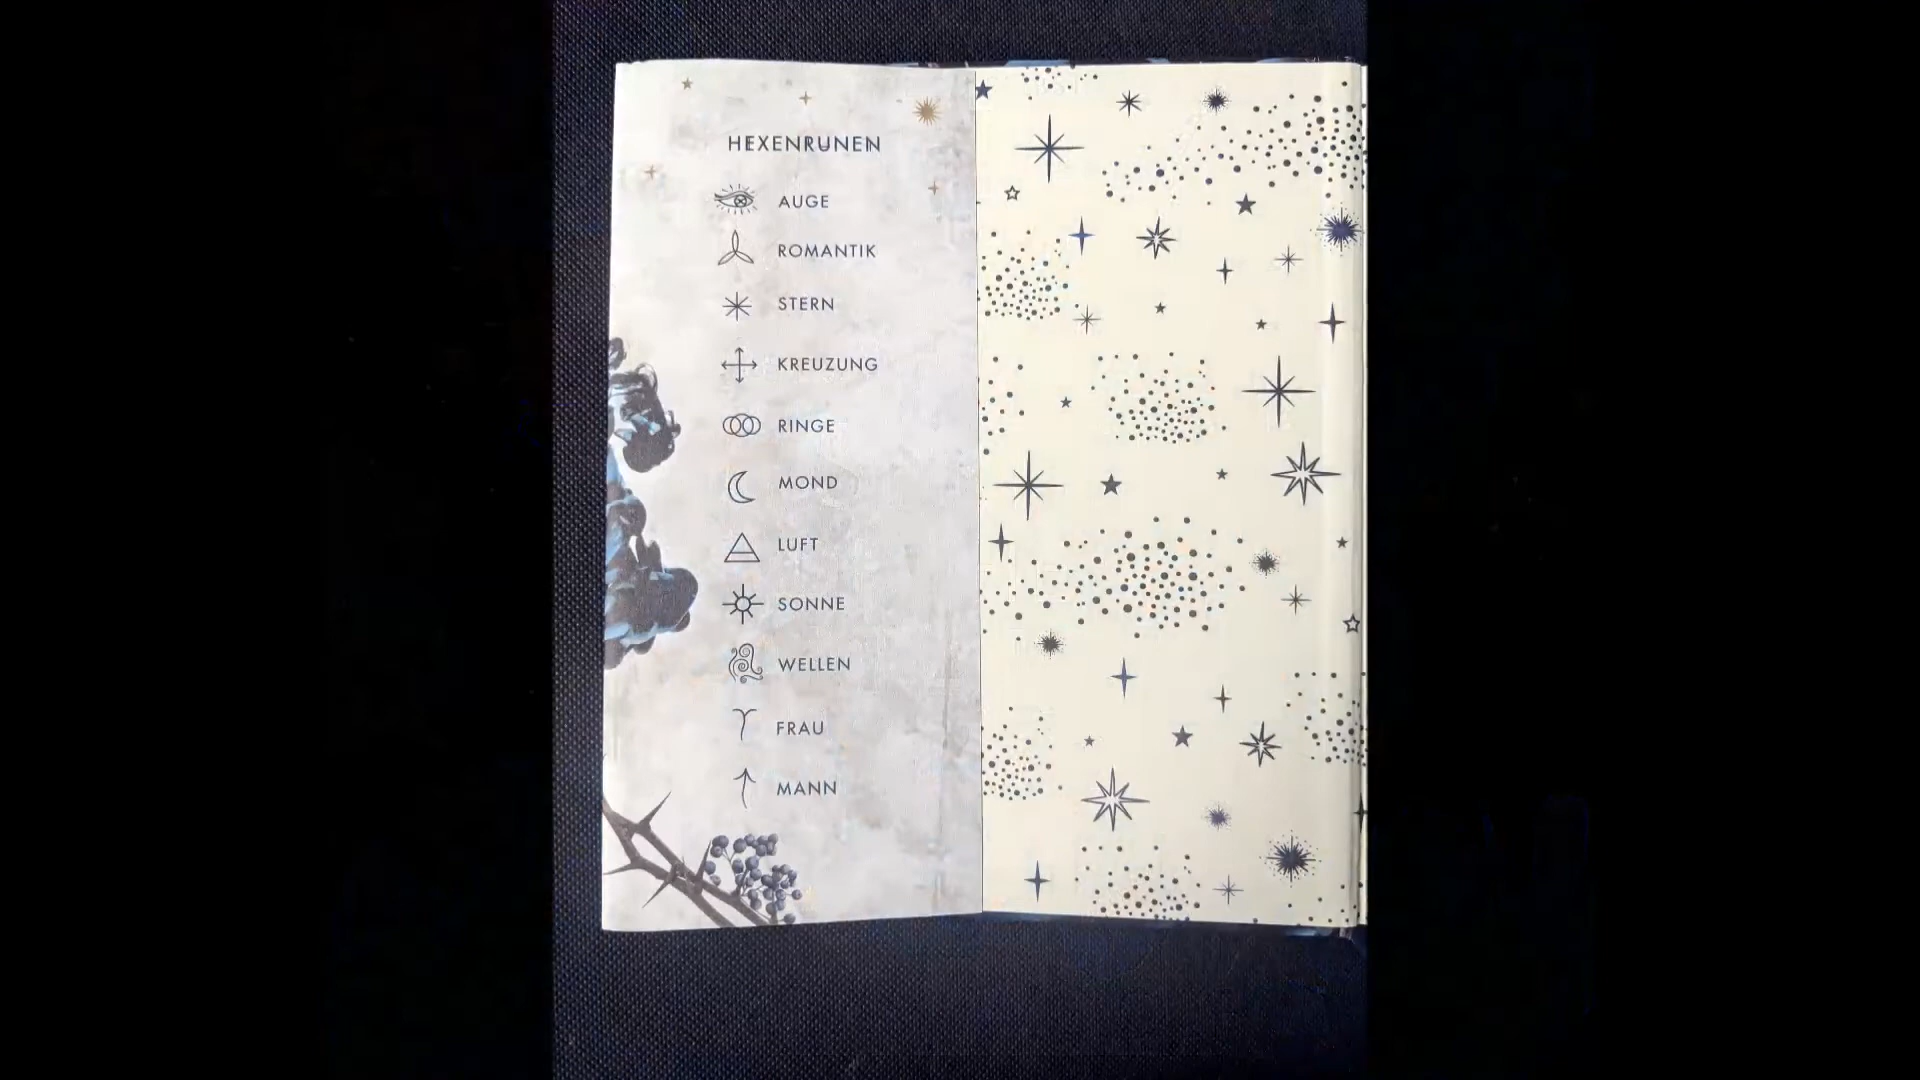 HEXENRUNEN
AUGE
ROMANTIK
STERN
KREUZUNG
RINGE
MOND
LUFT
SONNE
WELLEN
FRAU
MANN